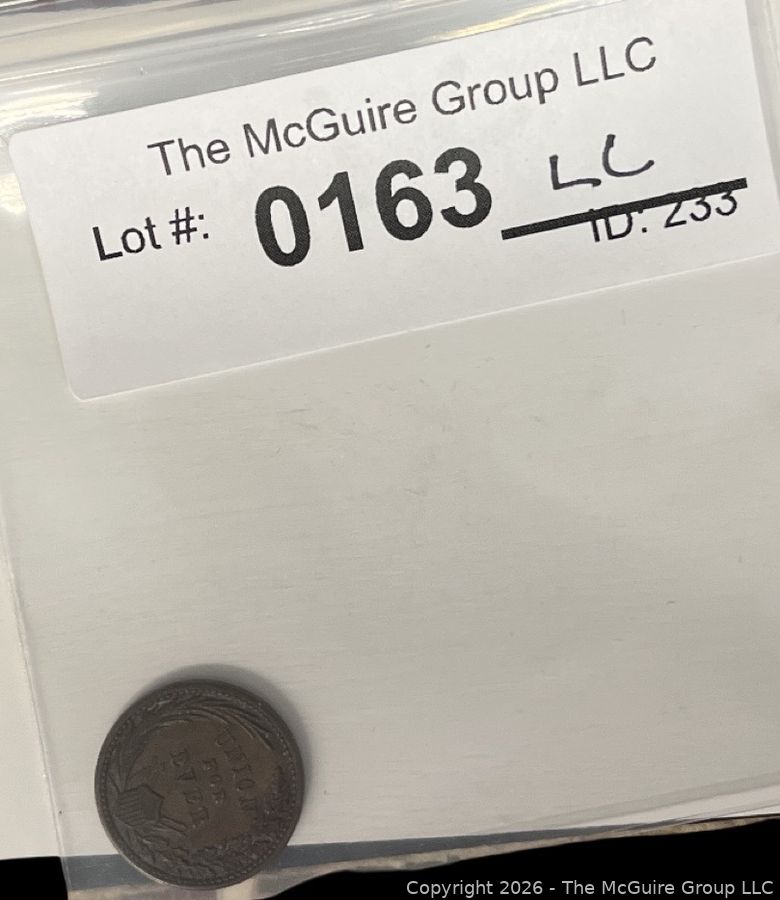 The McGuire Group LLC
Lot #: 0163 LC
ID: 233
UNION
FOR
EVER
Copyright 2026 - The McGuire Group LLC